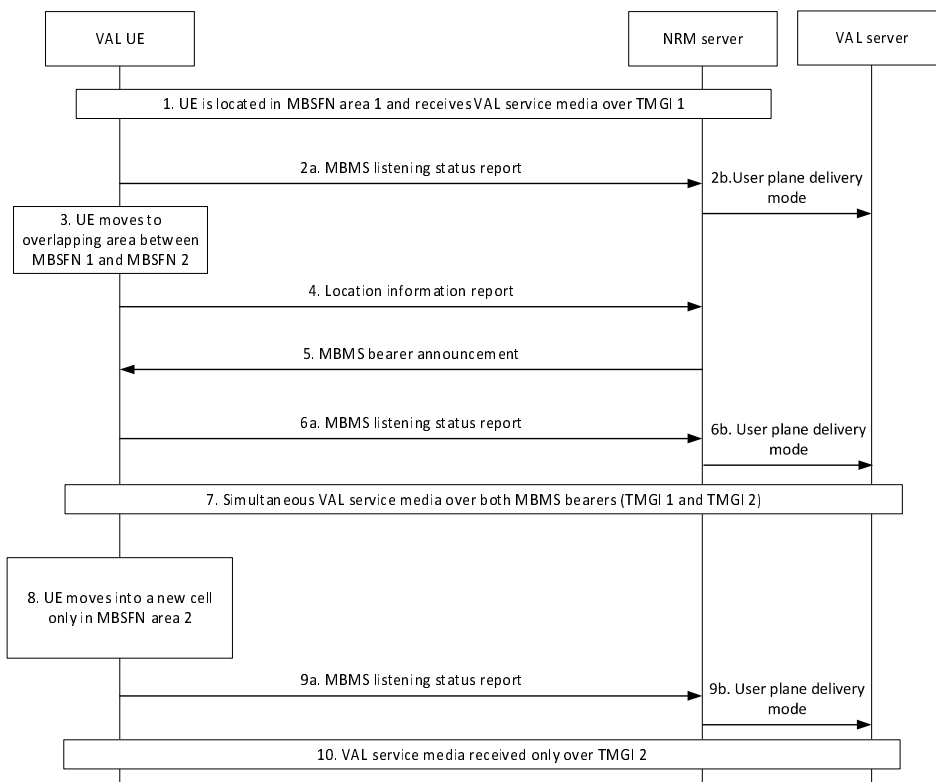 VAL UE
NRM server
VAL server
1. UE is located in MBSFN area 1 and receives VAL service media over TMGI 1
2a. MBMS listening status report
2b.User plane delivery
mode
3. UE moves to
overlapping area between
MBSFN 1 and MBSFN 2
4. Location information report
5. MBMS bearer announcement
6a. MBMS listening status report
6b. User plane delivery
mode
7. Simultaneous VAL service media over both MBMS bearers (TMGI 1 and TMGI 2)
8. UE moves into a new cell
only in MBSFN area 2
9a. MBMS listening status report
9b. User plane delivery
mode
10. VAL service media received only over TMGI 2